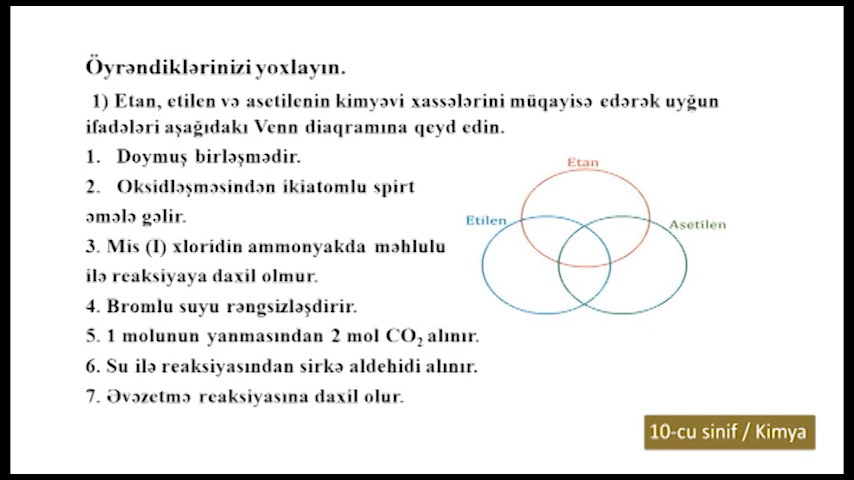 Öyrəndiklərinizi yoxlayın.
1) Etan, etilen və asetilenin kimyəvi xassələrini müqayisə edərək uyğun
ifadələri aşağıdakı Venn diaqramına qeyd edin.
1. Doymuş birləşmədir.
2. Oksidləşməsindən ikiatomlu spirt
əmələ gəlir.
3. Mis (I) xloridin ammonyakda məhlulu
ilə reaksiyaya daxil olmur.
4. Bromlu suyu rəngsizləşdirir.
5. 1 molunun yanmasından 2 mol CO₂ alınır.
6. Su ilə reaksiyasından sirkə aldehidi alınır.
7. Əvəzetmə reaksiyasına daxil olur.
Etan
Etilen
Asetilen
10-cu sinif / Kimya